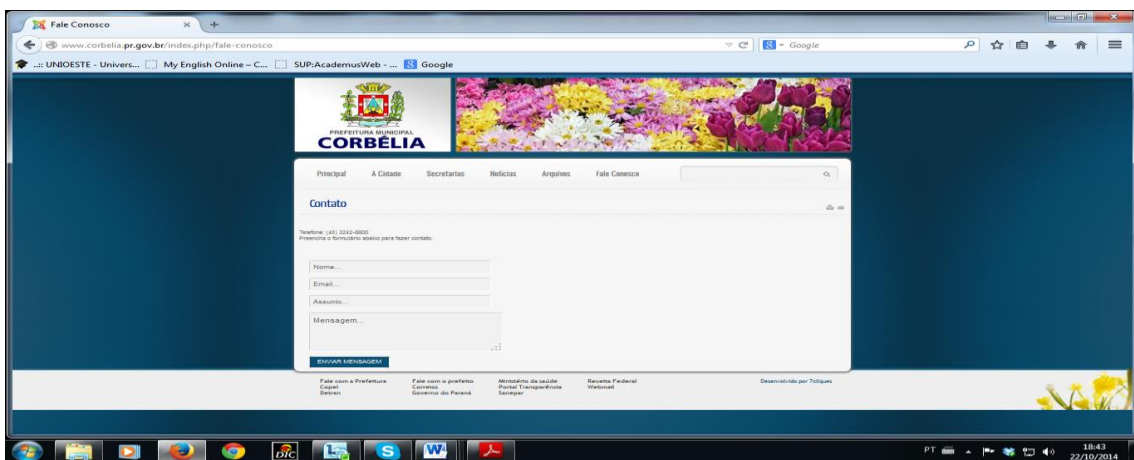 Fale Conosco
www.corbelia.pr.gov.br/index.php/fale-conosco
Google
..:: UNIOESTE - Univers...
My English Online – C...
SUP:AcademusWeb - ...
Google
PREFEITURA MUNICIPAL
CORBÉLIA
Principal
A Cidade
Secretarias
Notícias
Arquivos
Fale Conosco
Contato
Telefone: (45) 3242-8800
Preencha o formulário abaixo para fazer contato
Nome...
Email...
Assunto...
Mensagem...
ENVIAR MENSAGEM
Fale com a Prefeitura
Copel
Detran
Fale com o prefeito
Correios
Governo do Paraná
Ministério da saúde
Portal Transparência
Sanepar
Receita Federal
Webmail
Desenvolvido por 7cliques
DIC
PT
18:43
22/10/2014